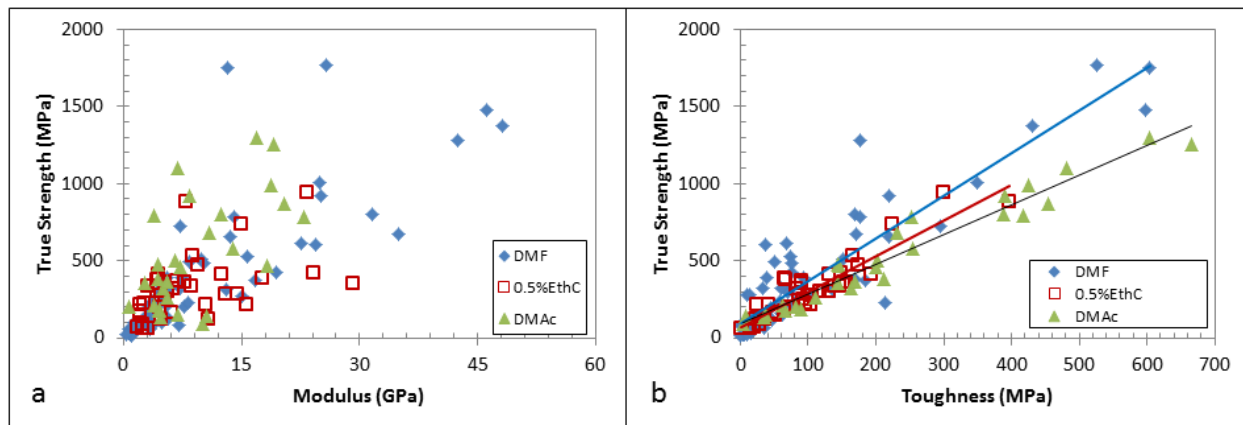 2000
1500
1000
500
0
True Strength (MPa)
0
15
30
45
60
Modulus (GPa)
DMF
0.5%EthC
DMAc
a
2000
1500
1000
500
0
True Strength (MPa)
0
100
200
300
400
500
600
700
Toughness (MPa)
DMF
0.5%EthC
DMAc
b